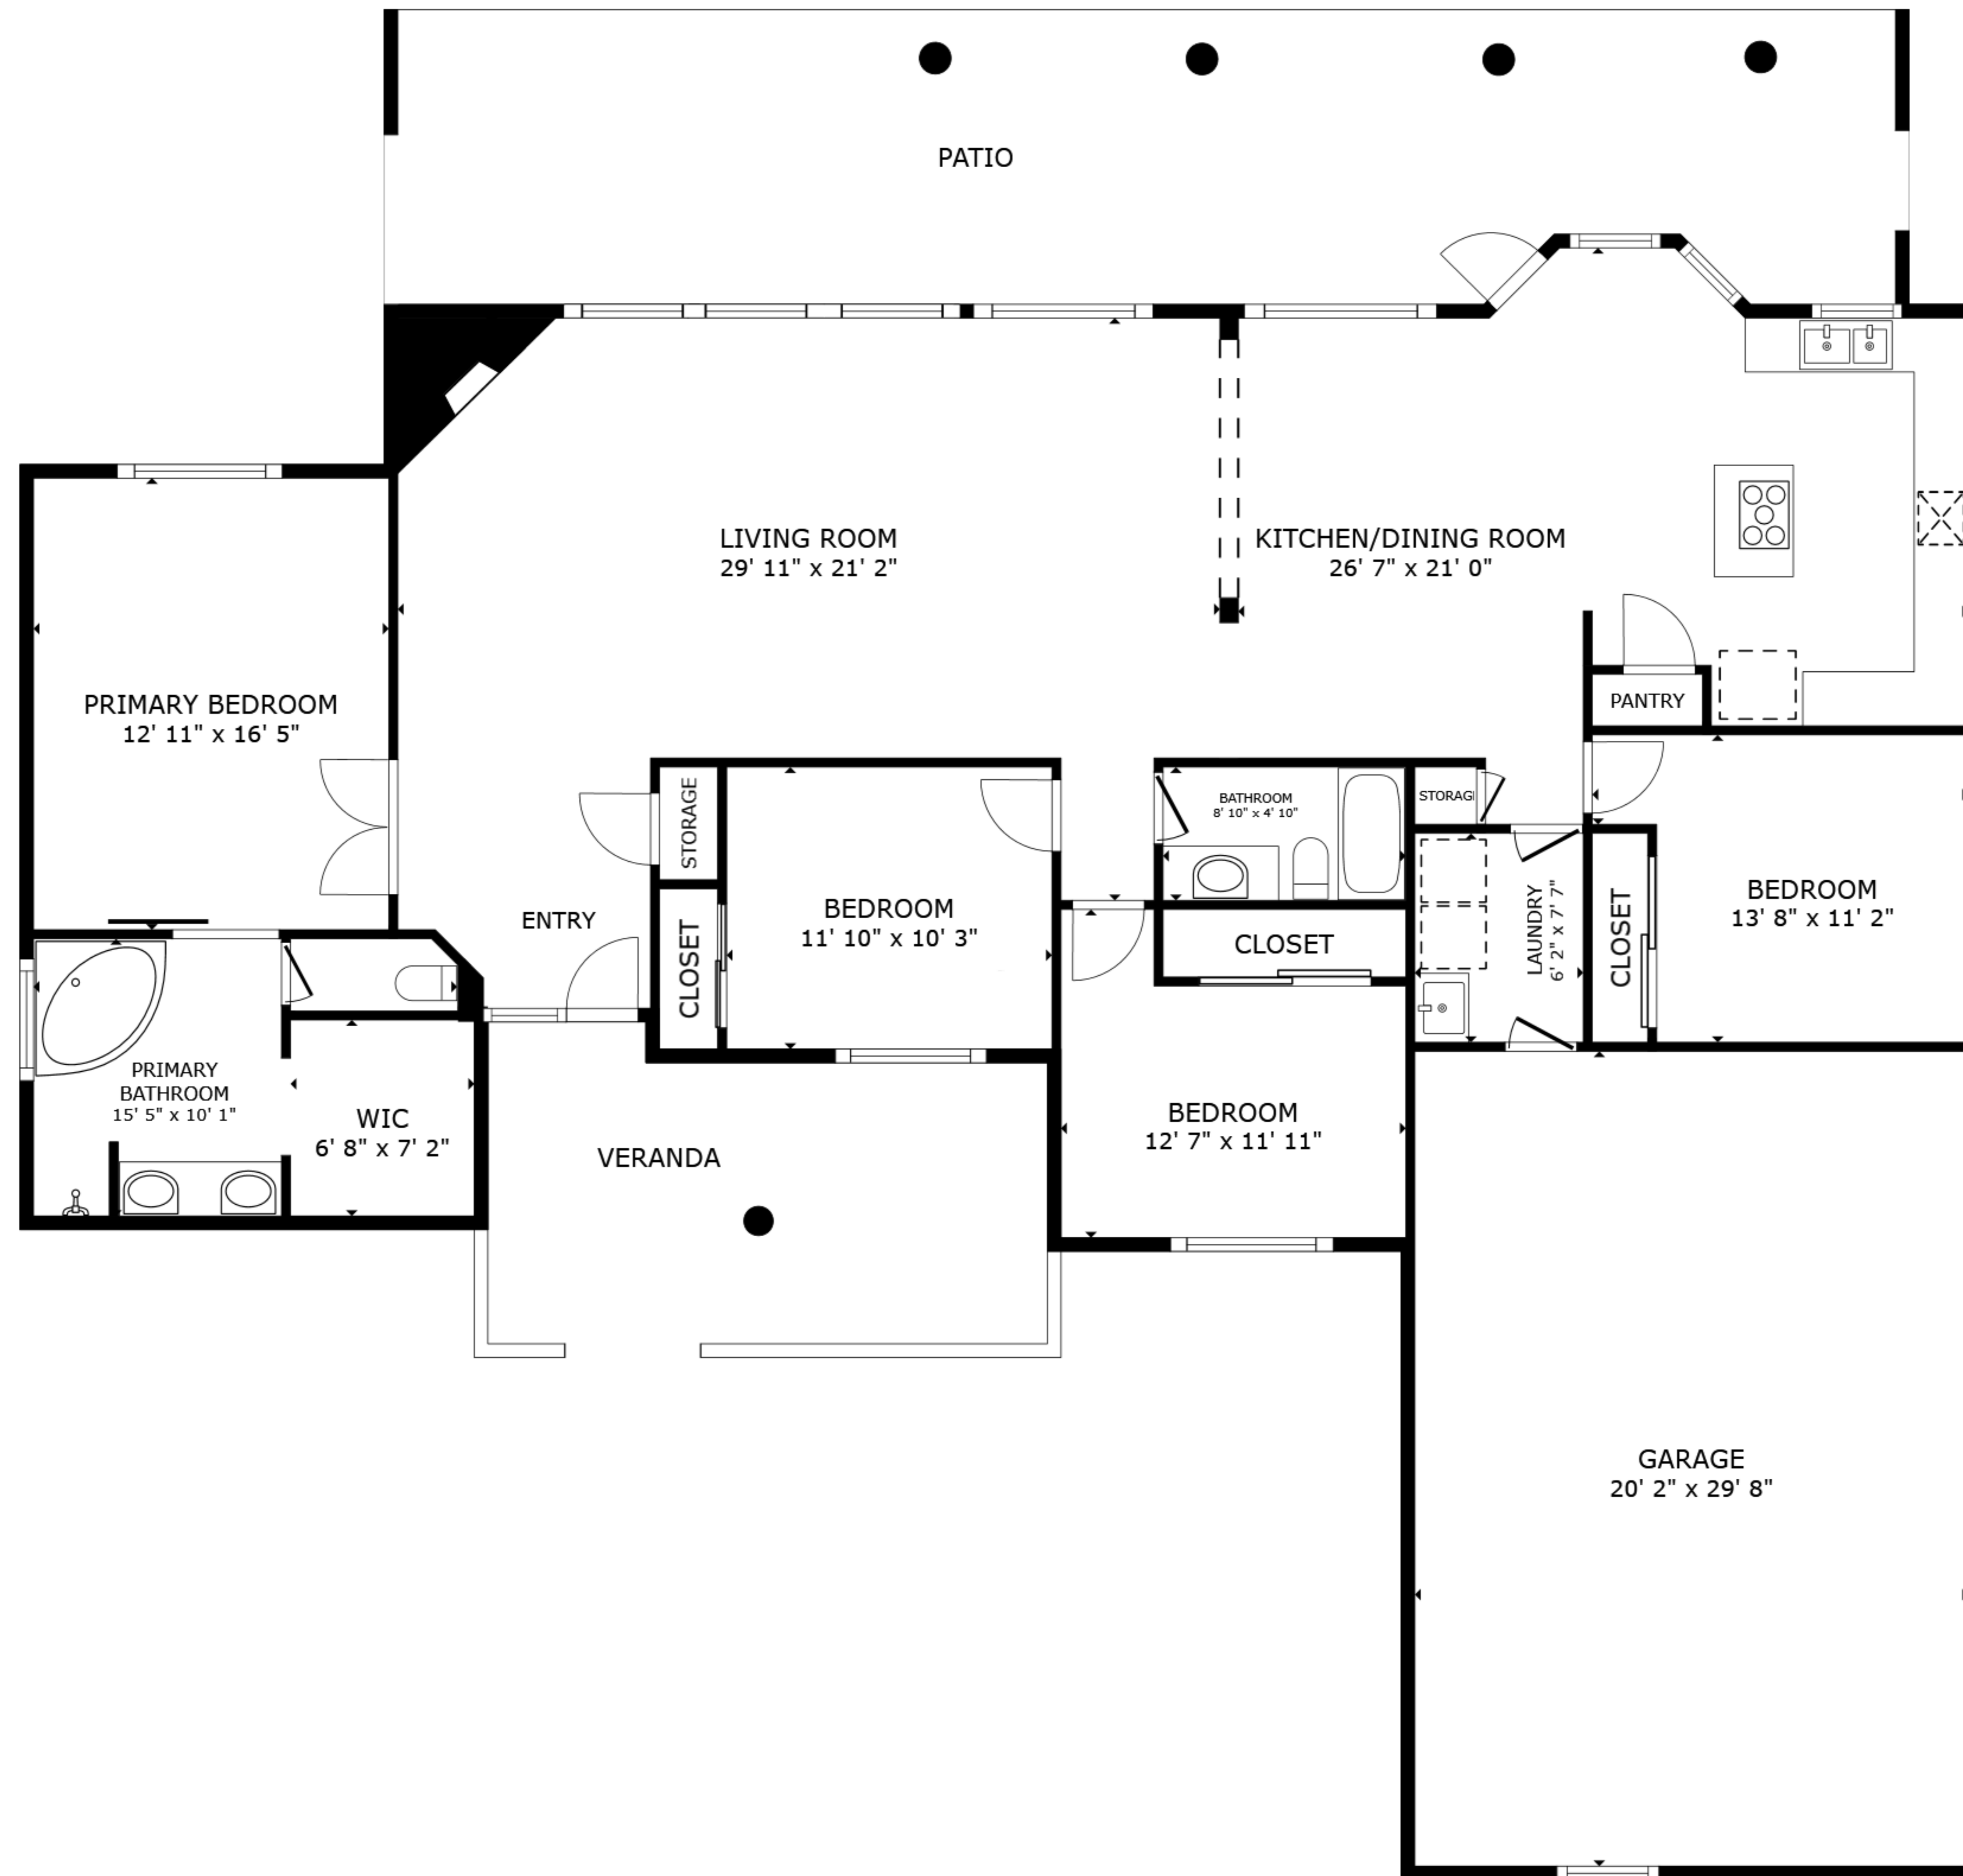 PATIO
LIVING ROOM
29' 11" x 21' 2"
KITCHEN/DINING ROOM
26' 7" x 21' 0"
PRIMARY BEDROOM
12' 11" x 16' 5"
PANTRY
STORAGE
BATHROOM
8' 10" x 4' 10"
STORAG
ENTRY
BEDROOM
11' 10" x 10' 3"
CLOSET
CLOSET
LAUNDRY
6' 2" x 7' 7"
CLOSET
BEDROOM
13' 8" x 11' 2"
PRIMARY
BATHROOM
15' 5" x 10' 1"
WIC
6' 8" x 7' 2"
VERANDA
BEDROOM
12' 7" x 11' 11"
GARAGE
20' 2" x 29' 8"